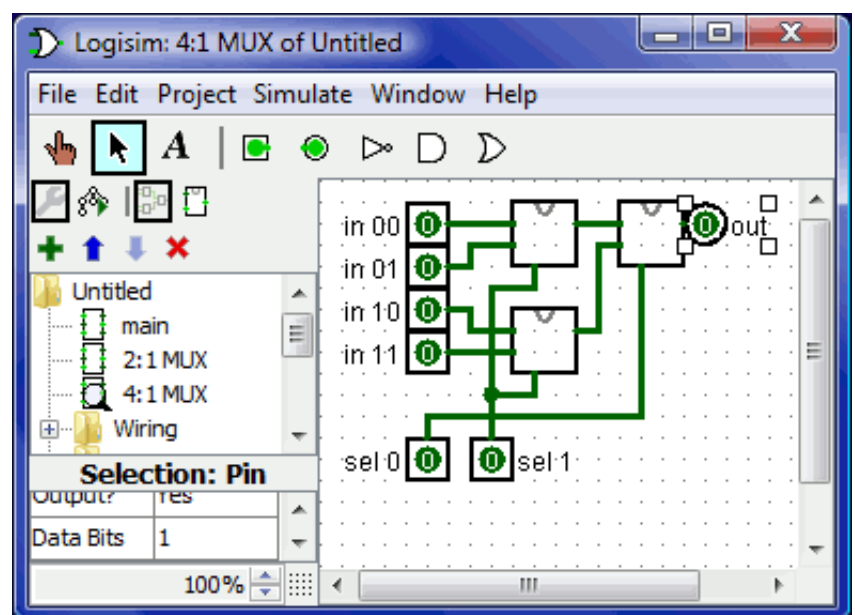 Logisim: 4:1 MUX of Untitled
File Edit Project Simulate Window Help
A
Untitled
main
2:1 MUX
4:1 MUX
Wiring
Selection: Pin
Output? Yes
Data Bits 1
100%
in 00 0
in 01 0
in 10 0
in 11 0
0 out
sel 0 0
0 sel 1